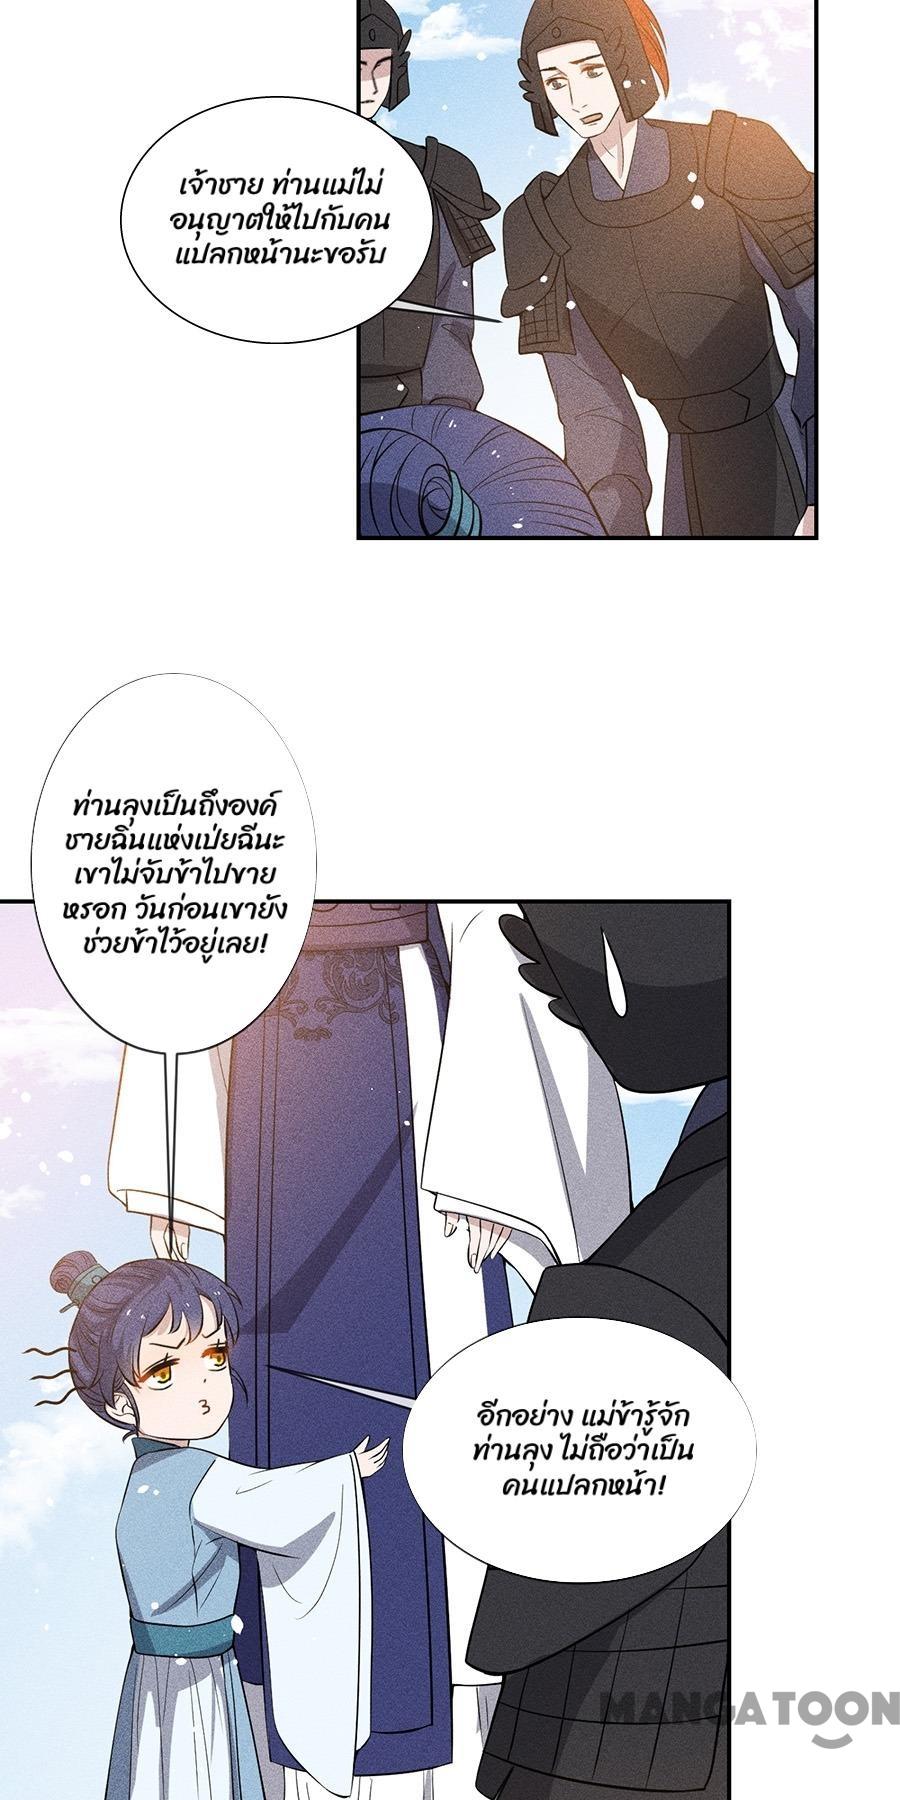 เจ้าชาย ท่านแม่ไม่
อนุญาตให้ไปกับคน
แปลกหน้านะขอรับ
ท่านลุงเป็นถึงองค์
ชายฉินแห่งเป่ยฉีนะ
เขาไม่จับข้าไปขาย
หรอก วันก่อนเขายัง
ช่วยข้าไว้อยู่เลย!
อีกอย่าง แม่ข้ารู้จัก
ท่านลุง ไม่ถือว่าเป็น
คนแปลกหน้า!
MANGATOON